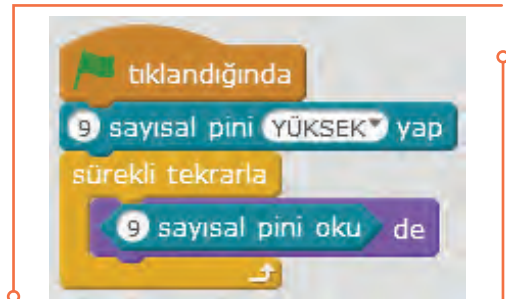 tıklandığında
9 sayısal pini YÜKSEK yap
sürekli tekrarla
9 sayısal pini oku de